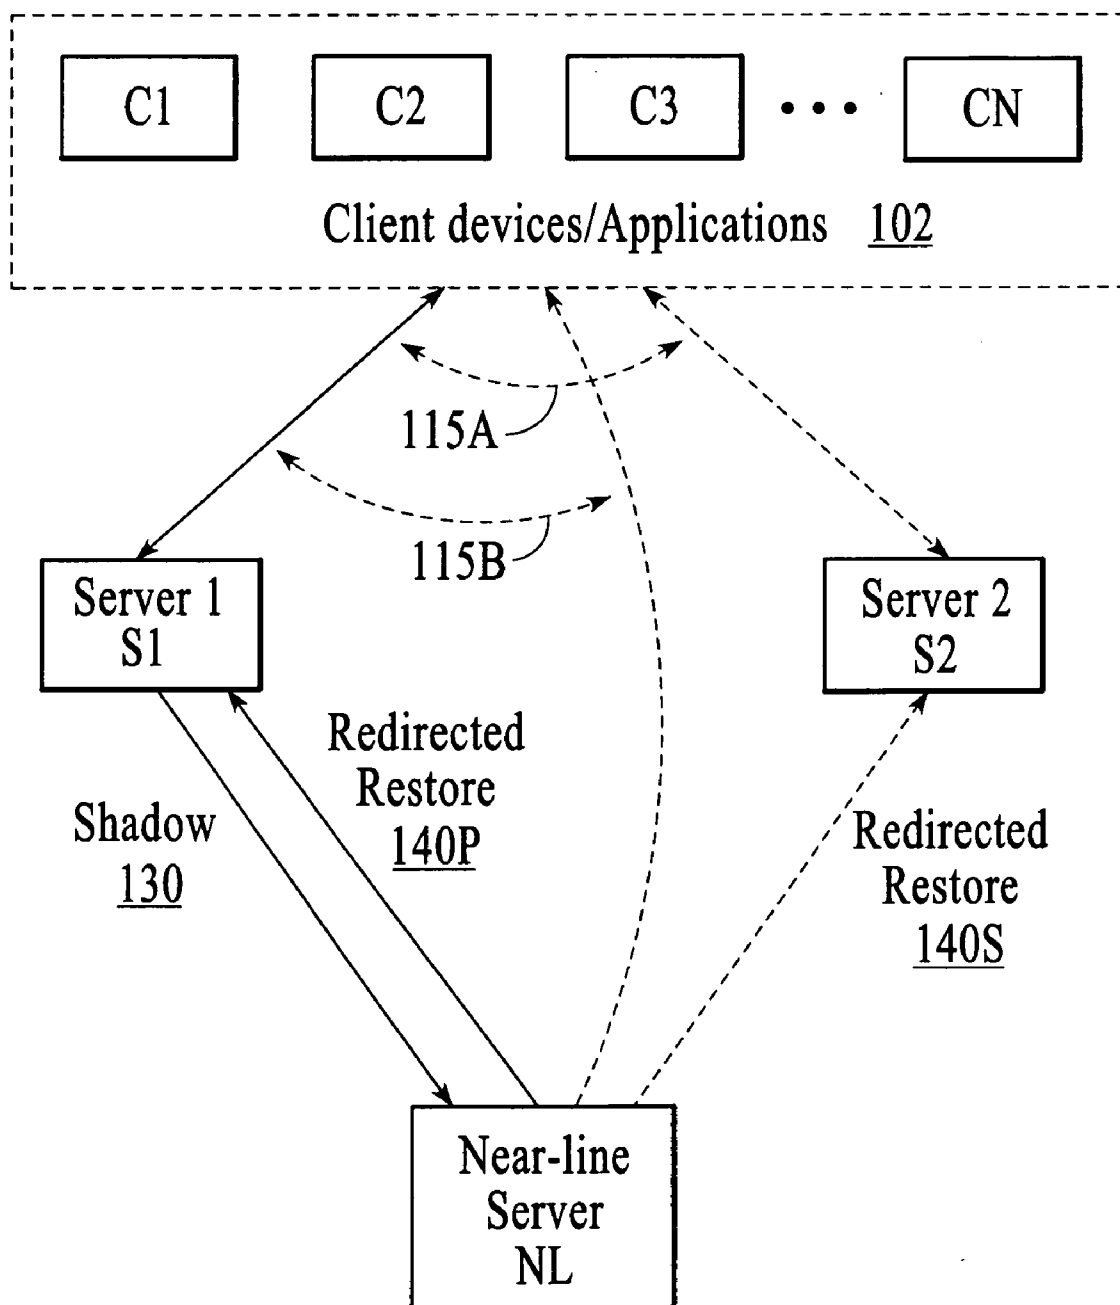 C1 C2 C3 ••• CN
Client devices/Applications 102
115A
115B
Server 1
S1
Server 2
S2
Redirected
Restore
140P
Shadow
130
Redirected
Restore
140S
Near-line
Server
NL